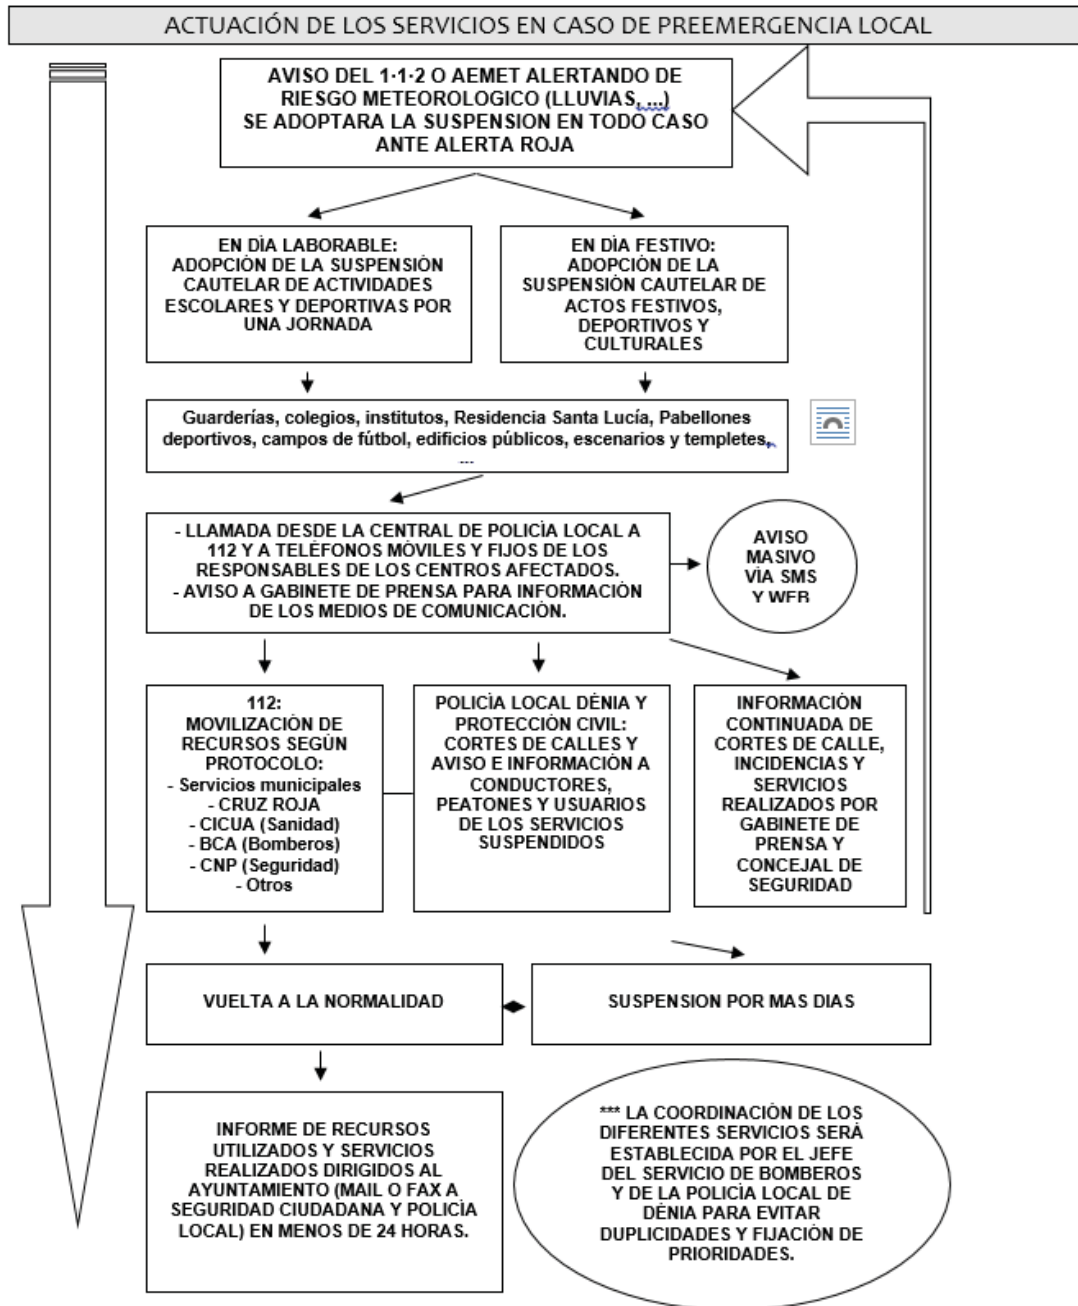 ACTUACIÓN DE LOS SERVICIOS EN CASO DE PREEMERGENCIA LOCAL
AVISO DEL 1·1·2 O AEMET ALERTANDO DE
RIESGO METEOROLOGICO (LLUVIAS, ...)
SE ADOPTARA LA SUSPENSION EN TODO CASO
ANTE ALERTA ROJA
EN DÍA LABORABLE:
ADOPCIÓN DE LA SUSPENSIÓN
CAUTELAR DE ACTIVIDADES
ESCOLARES Y DEPORTIVAS POR
UNA JORNADA
EN DÍA FESTIVO:
ADOPCIÓN DE LA
SUSPENSIÓN CAUTELAR DE
ACTOS FESTIVOS,
DEPORTIVOS Y
CULTURALES
Guarderías, colegios, institutos, Residencia Santa Lucía, Pabellones
deportivos, campos de fútbol, edificios públicos, escenarios y templetes,
...
- LLAMADA DESDE LA CENTRAL DE POLICÍA LOCAL A
112 Y A TELÉFONOS MÓVILES Y FIJOS DE LOS
RESPONSABLES DE LOS CENTROS AFECTADOS.
- AVISO A GABINETE DE PRENSA PARA INFORMACIÓN
DE LOS MEDIOS DE COMUNICACIÓN.
AVISO
MASIVO
VÍA SMS
Y WEB
112:
MOVILIZACIÓN DE
RECURSOS SEGÚN
PROTOCOLO:
- Servicios municipales
- CRUZ ROJA
- CICUA (Sanidad)
- BCA (Bomberos)
- CNP (Seguridad)
- Otros
POLICÍA LOCAL DÉNIA Y
PROTECCIÓN CIVIL:
CORTES DE CALLES Y
AVISO E INFORMACIÓN A
CONDUCTORES,
PEATONES Y USUARIOS
DE LOS SERVICIOS
SUSPENDIDOS
INFORMACIÓN
CONTINUADA DE
CORTES DE CALLE,
INCIDENCIAS Y
SERVICIOS
REALIZADOS POR
GABINETE DE
PRENSA Y
CONCEJAL DE
SEGURIDAD
VUELTA A LA NORMALIDAD
SUSPENSION POR MAS DIAS
INFORME DE RECURSOS
UTILIZADOS Y SERVICIOS
REALIZADOS DIRIGIDOS AL
AYUNTAMIENTO (MAIL O FAX A
SEGURIDAD CIUDADANA Y POLICÍA
LOCAL) EN MENOS DE 24 HORAS.
*** LA COORDINACIÓN DE LOS
DIFERENTES SERVICIOS SERÁ
ESTABLECIDA POR EL JEFE
DEL SERVICIO DE BOMBEROS
Y DE LA POLICÍA LOCAL DE
DÉNIA PARA EVITAR
DUPLICIDADES Y FIJACIÓN DE
PRIORIDADES.